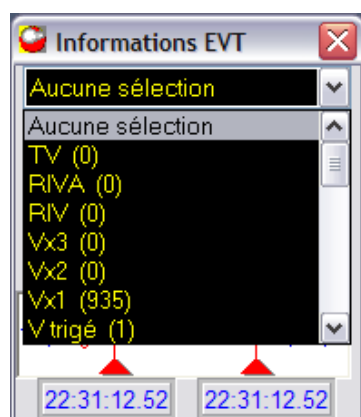 Informations EVT
Aucune sélection
Aucune sélection
TV (0)
RIVA (0)
RIV (0)
Vx3 (0)
Vx2 (0)
Vx1 (935)
V trigé (1)
22:31:12.52 22:31:12.52